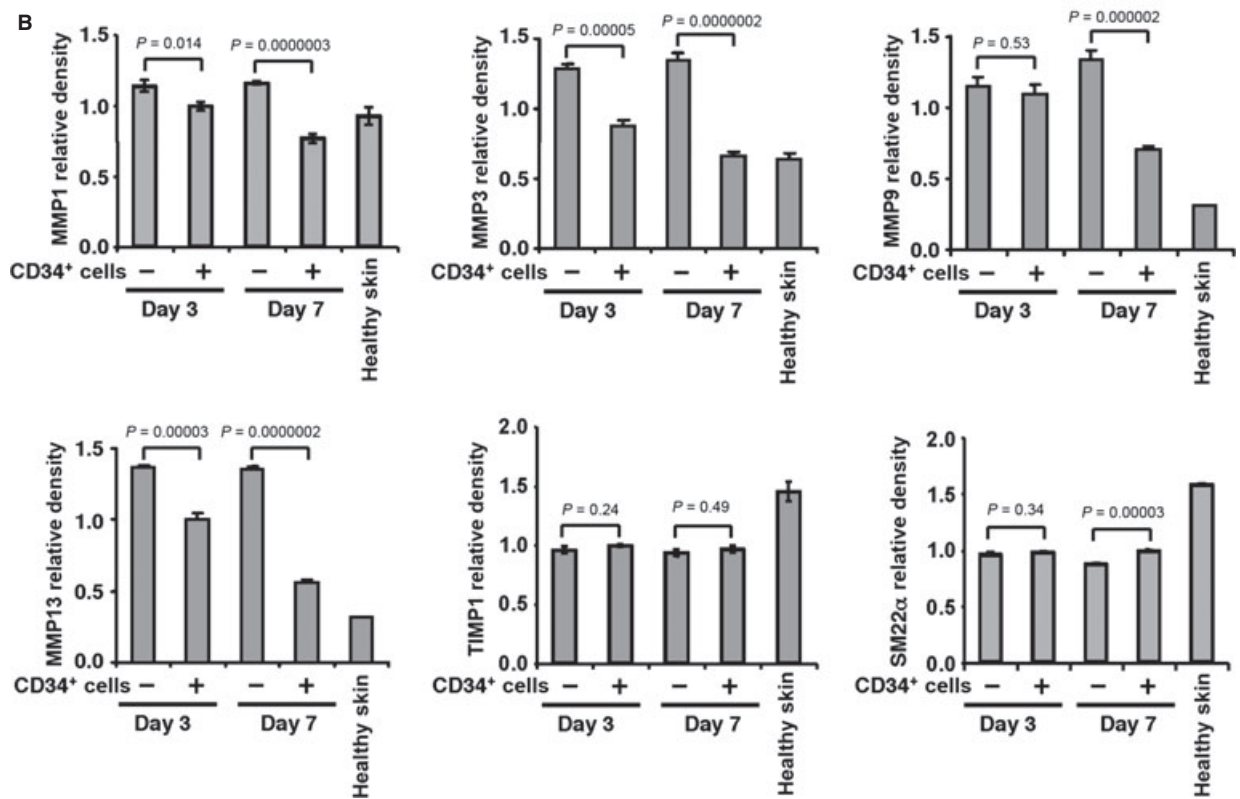 B
MMP1 relative density
1.5
1.0
0.5
0.0
P = 0.014
P = 0.0000003
CD34+ cells
− + − +
Day 3
Day 7
Healthy skin
MMP3 relative density
1.5
1.0
0.5
0.0
P = 0.00005
P = 0.0000002
− + − +
Day 3
Day 7
Healthy skin
MMP9 relative density
1.5
1.0
0.5
0.0
P = 0.53
P = 0.000002
CD34+ cells
− + − +
Day 3
Day 7
Healthy skin
MMP13 relative density
1.5
1.0
0.5
0.0
P = 0.00003
P = 0.0000002
CD34+ cells
− + − +
Day 3
Day 7
Healthy skin
TIMP1 relative density
2.0
1.5
1.0
0.5
0.0
P = 0.24
P = 0.49
− + − +
Day 3
Day 7
Healthy skin
SM22α relative density
2.0
1.5
1.0
0.5
0.0
P = 0.34
P = 0.00003
CD34+ cells
− + − +
Day 3
Day 7
Healthy skin